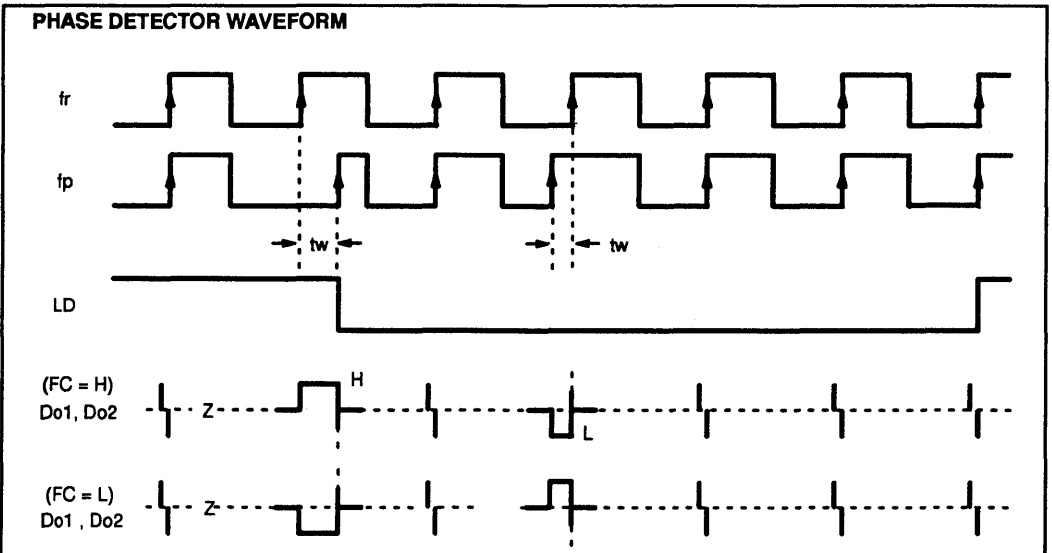 PHASE DETECTOR WAVEFORM
fr
fp
tw
tw
LD
(FC = H)
Do1, Do2
Z
H
L
(FC = L)
Do1 , Do2
Z